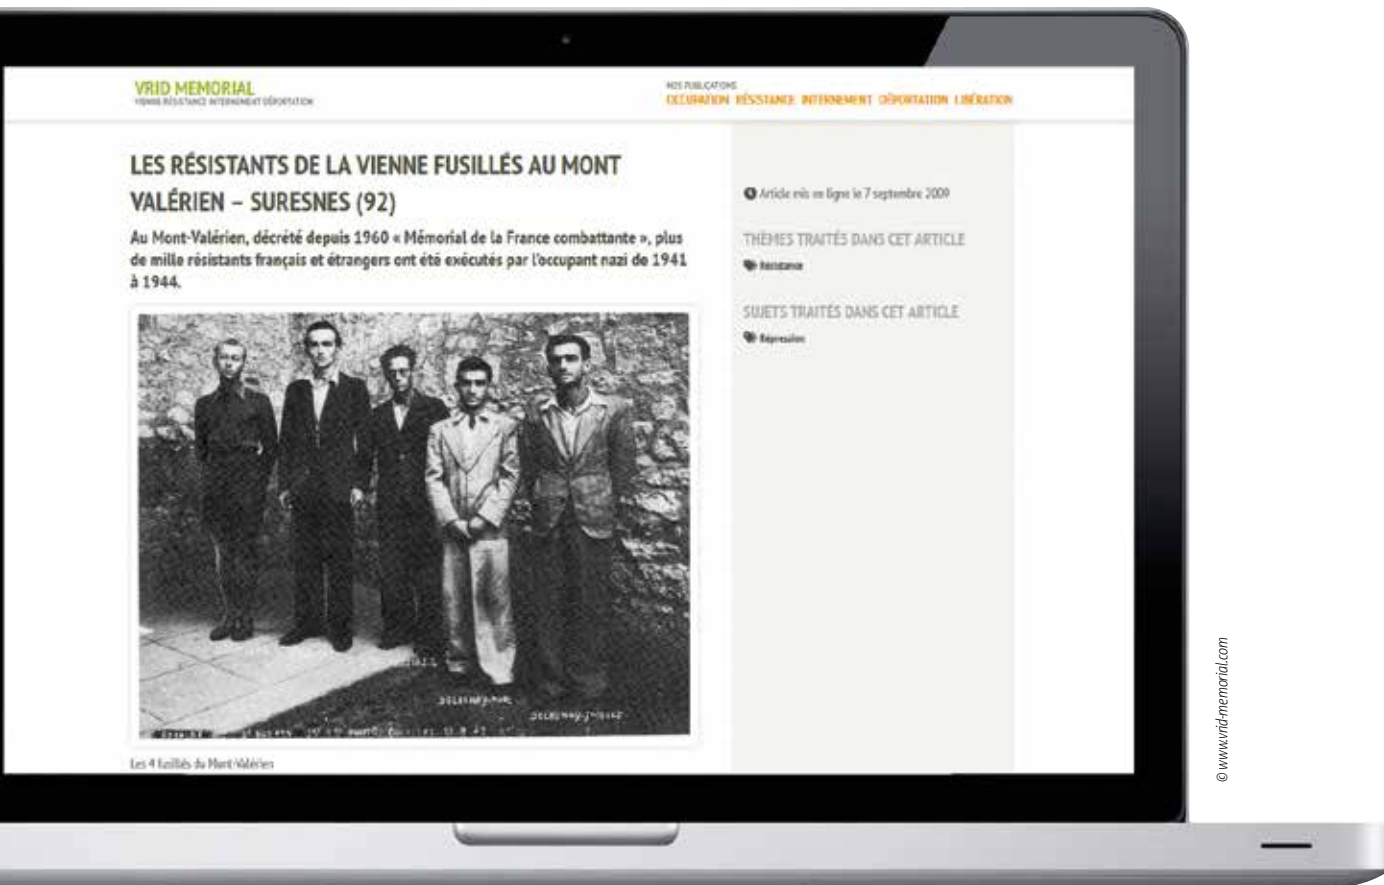 VRID MEMORIAL
VIENNE RÉSISTANCE INTERNEMENT DÉPORTATION
NOS PUBLICATIONS
OCCUPATION RÉSISTANCE INTERNEMENT DÉPORTATION LIBÉRATION
LES RÉSISTANTS DE LA VIENNE FUSILLÉS AU MONT
VALÉRIEN – SURESNES (92)
Au Mont-Valérien, décrété depuis 1960 « Mémorial de la France combattante », plus
de mille résistants français et étrangers ont été exécutés par l'occupant nazi de 1941
à 1944.
Les 4 fusillés du Mont-Valérien
Article mis en ligne le 7 septembre 2009
THÈMES TRAITÉS DANS CET ARTICLE
Résistance
SUJETS TRAITÉS DANS CET ARTICLE
Répression
© www.vrid-memorial.com